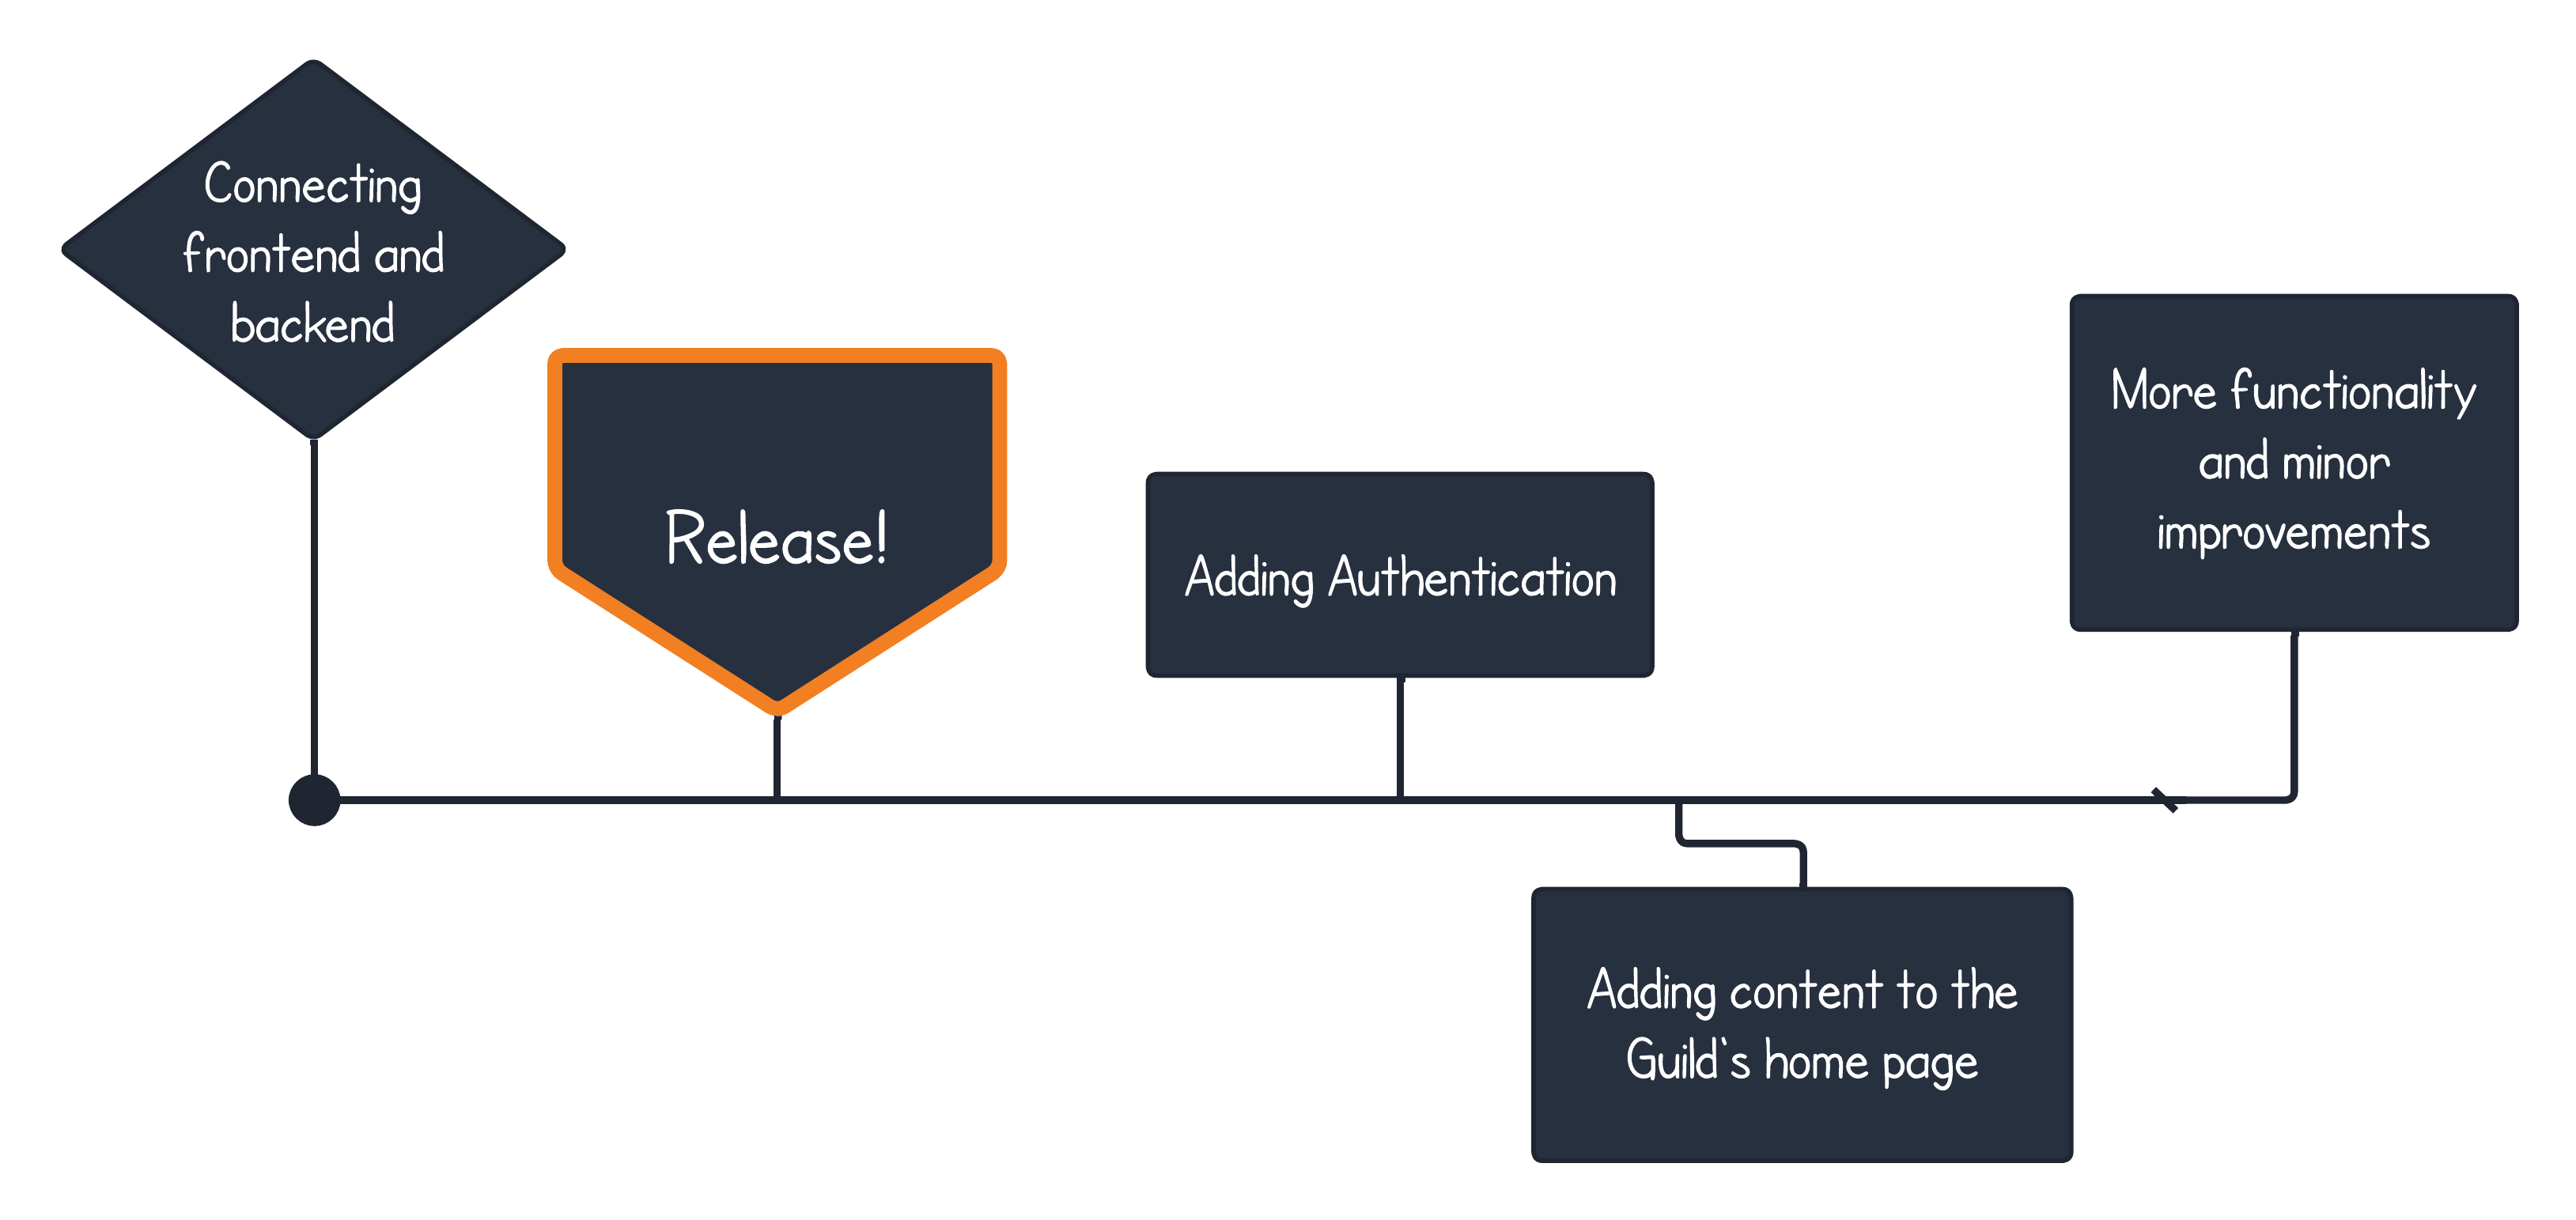 Connecting
frontend and
backend
Release!
Adding Authentication
More functionality
and minor
improvements
Adding content to the
Guild's home page